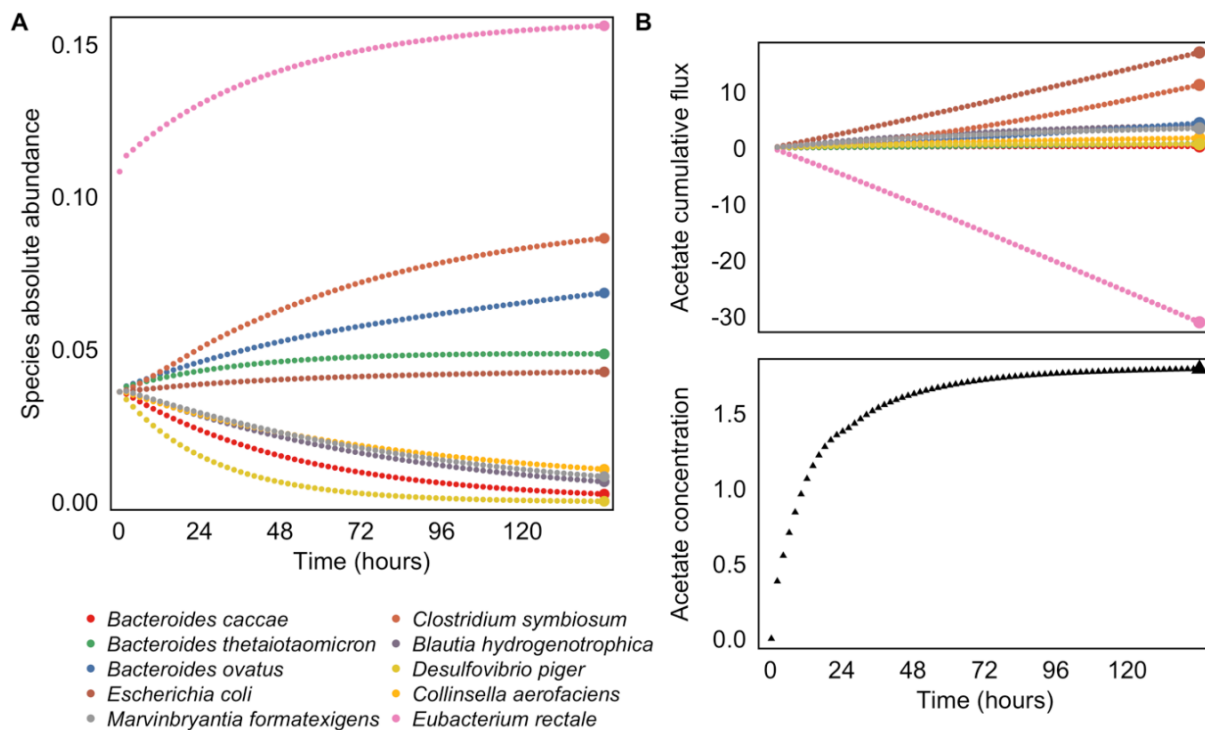 A
0.15
0.10
0.05
0.00
Species absolute abundance
0 24 48 72 96 120
Time (hours)
B
10
0
-10
-20
-30
Acetate cumulative flux
1.5
1.0
0.5
0.0
Acetate concentration
0 24 48 72 96 120
Time (hours)
Bacteroides caccae
Bacteroides thetaiotaomicron
Bacteroides ovatus
Escherichia coli
Marvinbryantia formatexigens
Clostridium symbiosum
Blautia hydrogenotrophica
Desulfovibrio piger
Collinsella aerofaciens
Eubacterium rectale